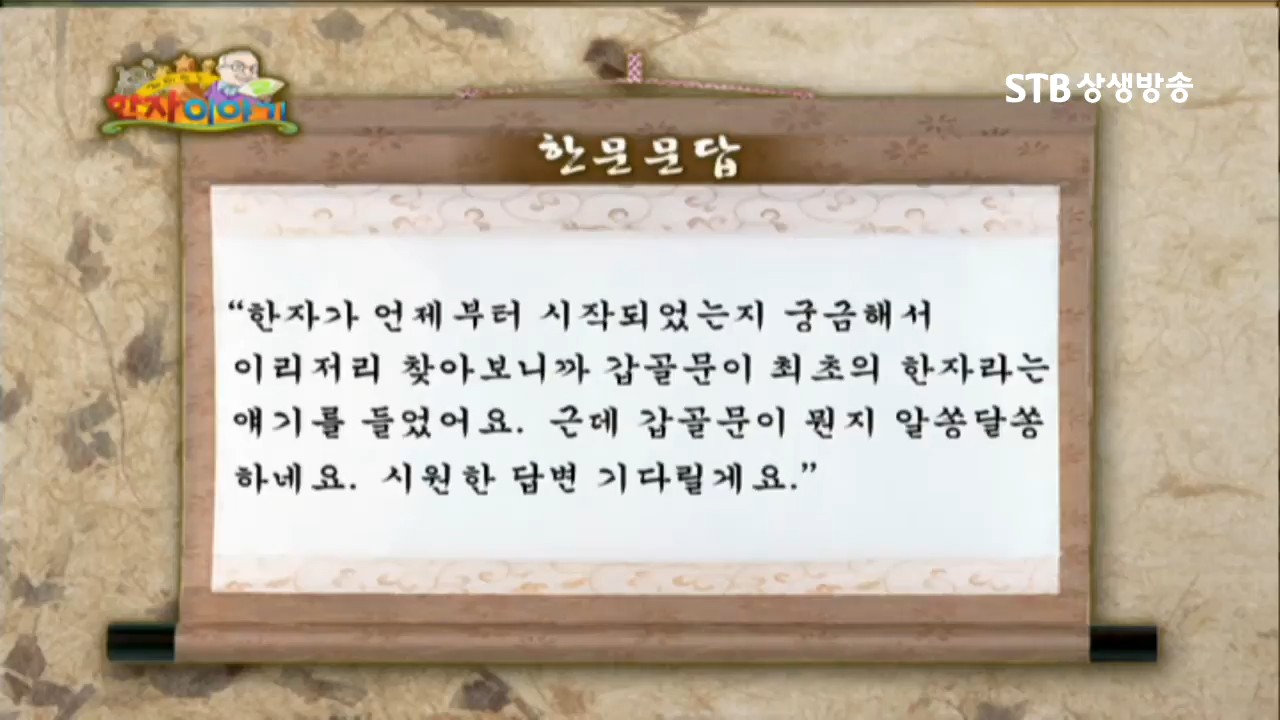 한자이야기
STB 상생방송
한문문답
“한자가 언제부터 시작되었는지 궁금해서
이리저리 찾아보니까 갑골문이 최초의 한자라는
얘기를 들었어요. 근데 갑골문이 뭔지 알쏭달쏭
하네요. 시원한 답변 기다릴게요.”